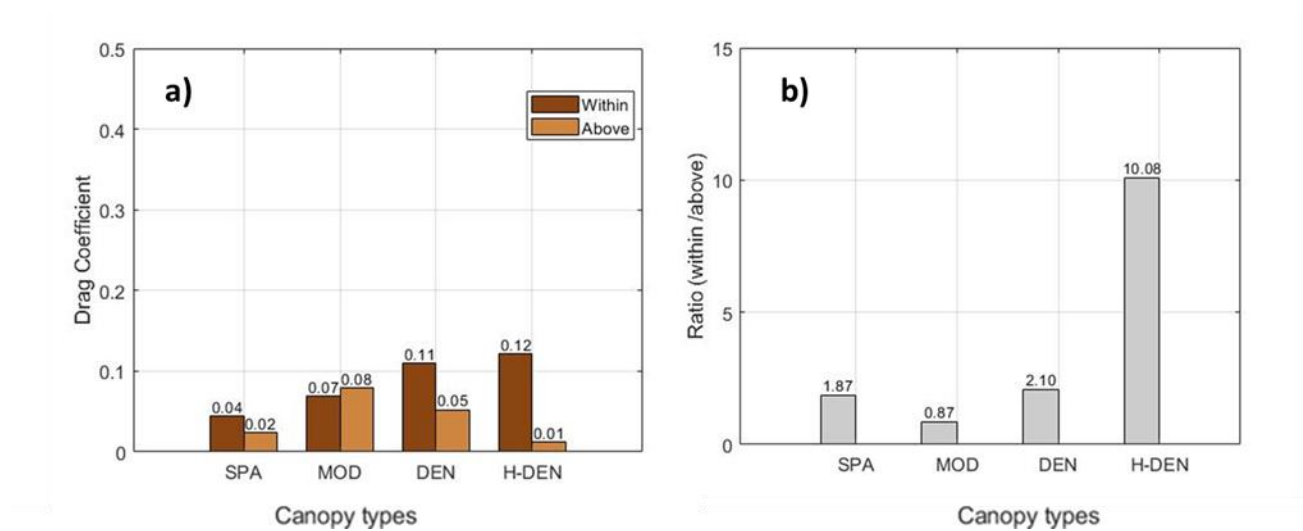 a)
0.5
0.4
0.3
0.2
0.1
0
Drag Coefficient
Within
Above
0.04
0.02
0.07
0.08
0.11
0.05
0.12
0.01
SPA
MOD
DEN
H-DEN
Canopy types
b)
15
10
5
0
Ratio (within /above)
1.87
0.87
2.10
10.08
SPA
MOD
DEN
H-DEN
Canopy types